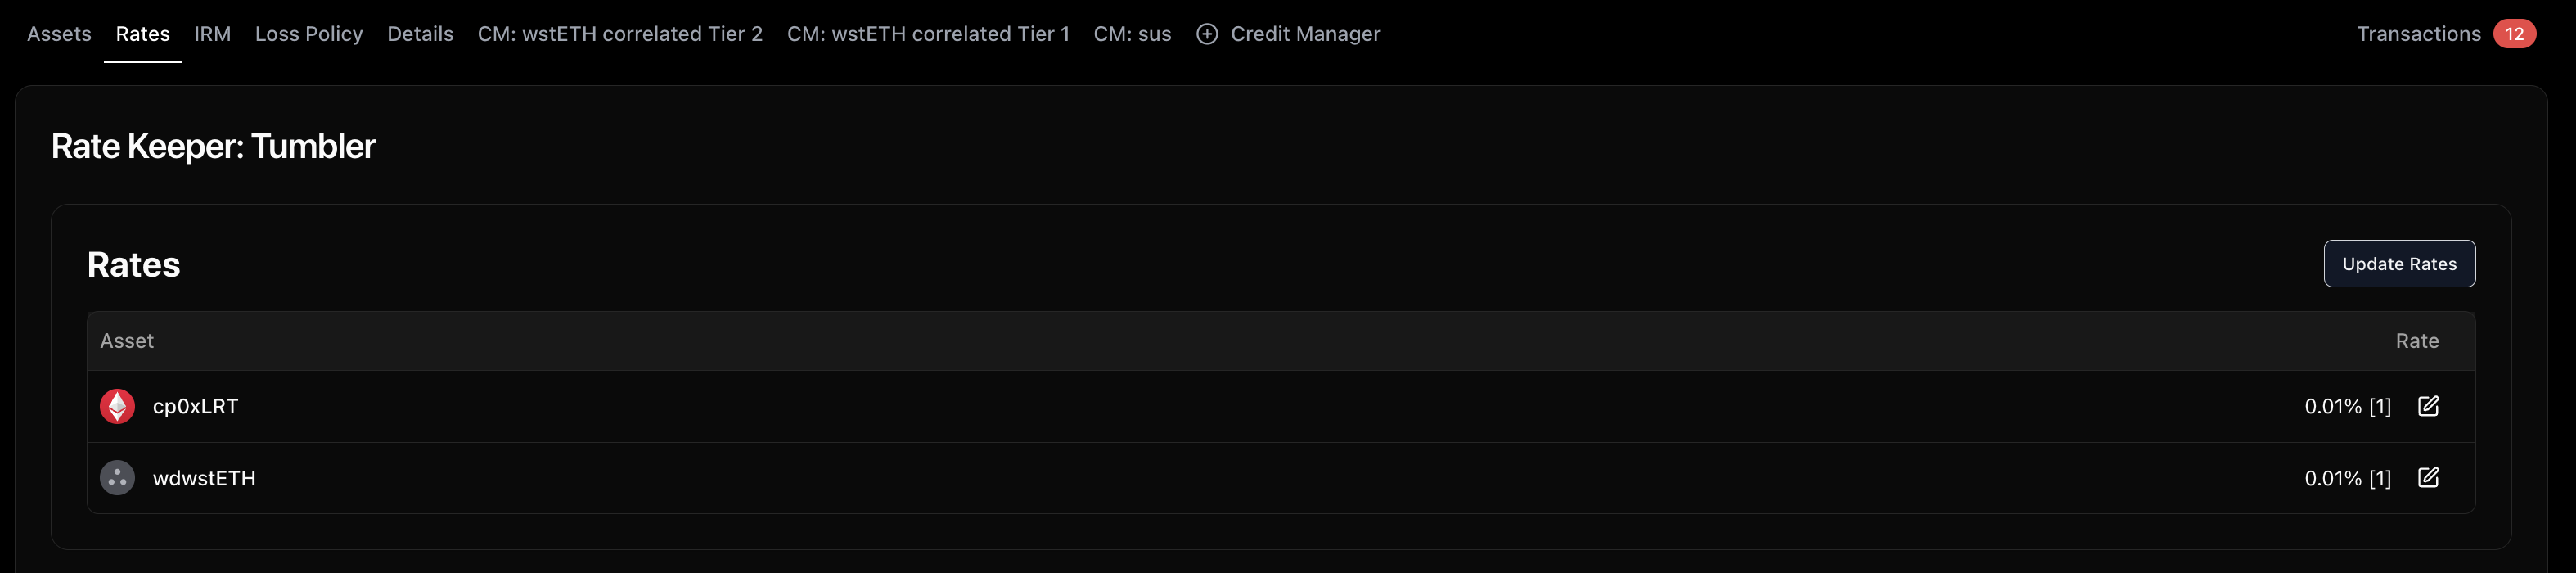 Assets Rates IRM Loss Policy Details CM: wstETH correlated Tier 2 CM: wstETH correlated Tier 1 CM: sus Credit Manager Transactions 12
Rate Keeper: Tumbler
Rates Update Rates
Asset Rate
cp0xLRT 0.01% [1]
wdwstETH 0.01% [1]